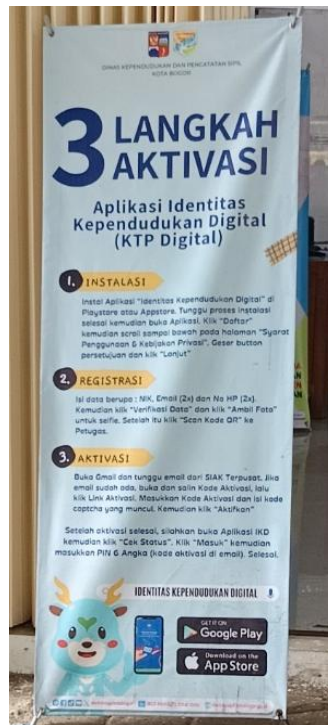 DINAS KEPENDUDUKAN DAN PENCATATAN SIPIL
KOTA BOGOR
3 LANGKAH
AKTIVASI
Aplikasi Identitas
Kependudukan Digital
(KTP Digital)
1. INSTALASI
Instal Aplikasi "Identitas Kependudukan Digital" di
Playstore atau Appstore. Tunggu proses instalasi
selesai kemudian buka Aplikasi. Klik "Daftar"
kemudian scroll sampai bawah pada halaman "Syarat
Penggunaan & Kebijakan Privasi". Geser button
persetujuan dan klik "Lanjut"
2. REGISTRASI
Isi data berupa : NIK, Email (2x) dan No HP (2x).
Kemudian klik "Verifikasi Data" dan klik "Ambil Foto"
untuk selfie. Setelah itu klik "Scan Kode QR" ke
Petugas.
3. AKTIVASI
Buka Gmail dan tunggu email dari SIAK Terpusat. Jika
email sudah ada, buka dan salin Kode Aktivasi, lalu
klik Link Aktivasi. Masukkan Kode Aktivasi dan isi kode
captcha yang muncul. Kemudian klik "Aktifkan"
Setelah aktivasi selesai, silahkan buka Aplikasi IKD
kemudian klik "Cek Status". Klik "Masuk" kemudian
masukkan PIN 6 Angka (kode aktivasi di email). Selesai.
IDENTITAS KEPENDUDUKAN DIGITAL
GET IT ON
Google Play
Download on the
App Store